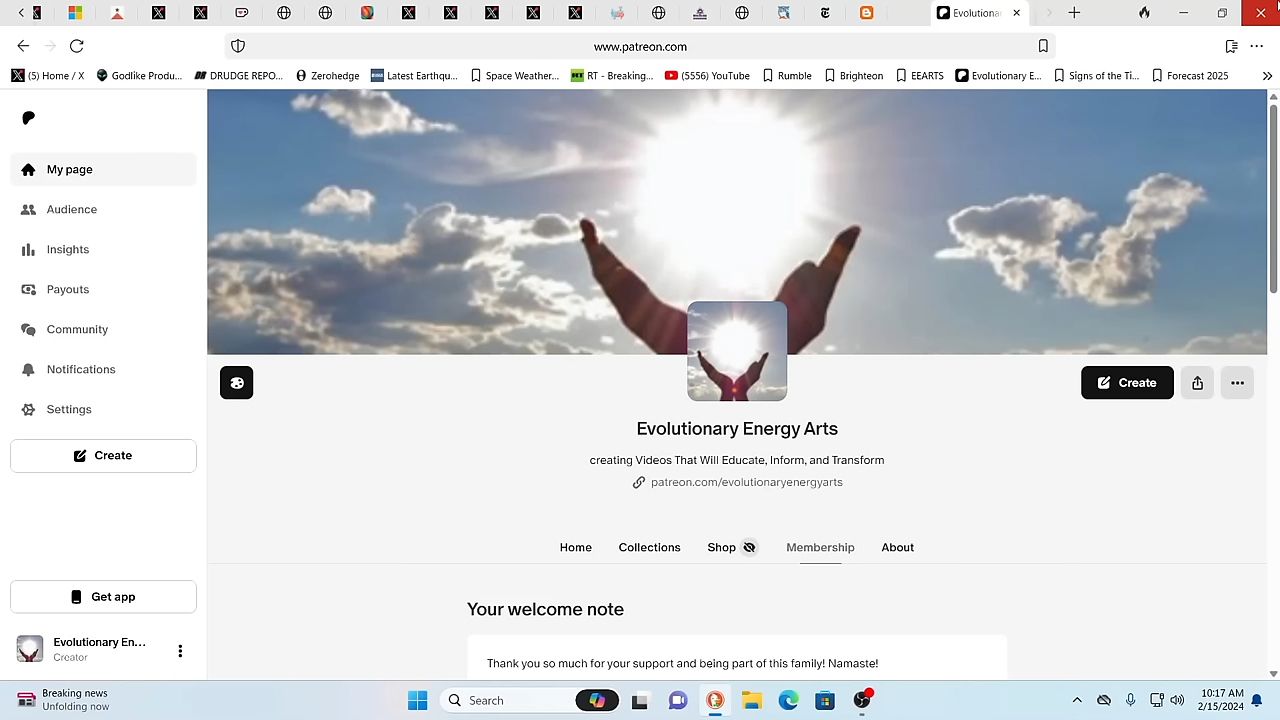 Evolutiona
www.patreon.com
(5) Home / X
Godlike Produ...
DRUDGE REPO...
Zerohedge
Latest Earthqu...
Space Weather...
RT - Breaking...
(5556) YouTube
Rumble
Brighteon
EEARTS
Evolutionary E...
Signs of the Ti...
Forecast 2025
My page
Audience
Insights
Payouts
Community
Notifications
Settings
Create
Get app
Evolutionary En...
Creator
Create
Evolutionary Energy Arts
creating Videos That Will Educate, Inform, and Transform
patreon.com/evolutionaryenergyarts
Home
Collections
Shop
Membership
About
Your welcome note
Thank you so much for your support and being part of this family! Namaste!
Breaking news
Unfolding now
Search
10:17 AM
2/15/2024